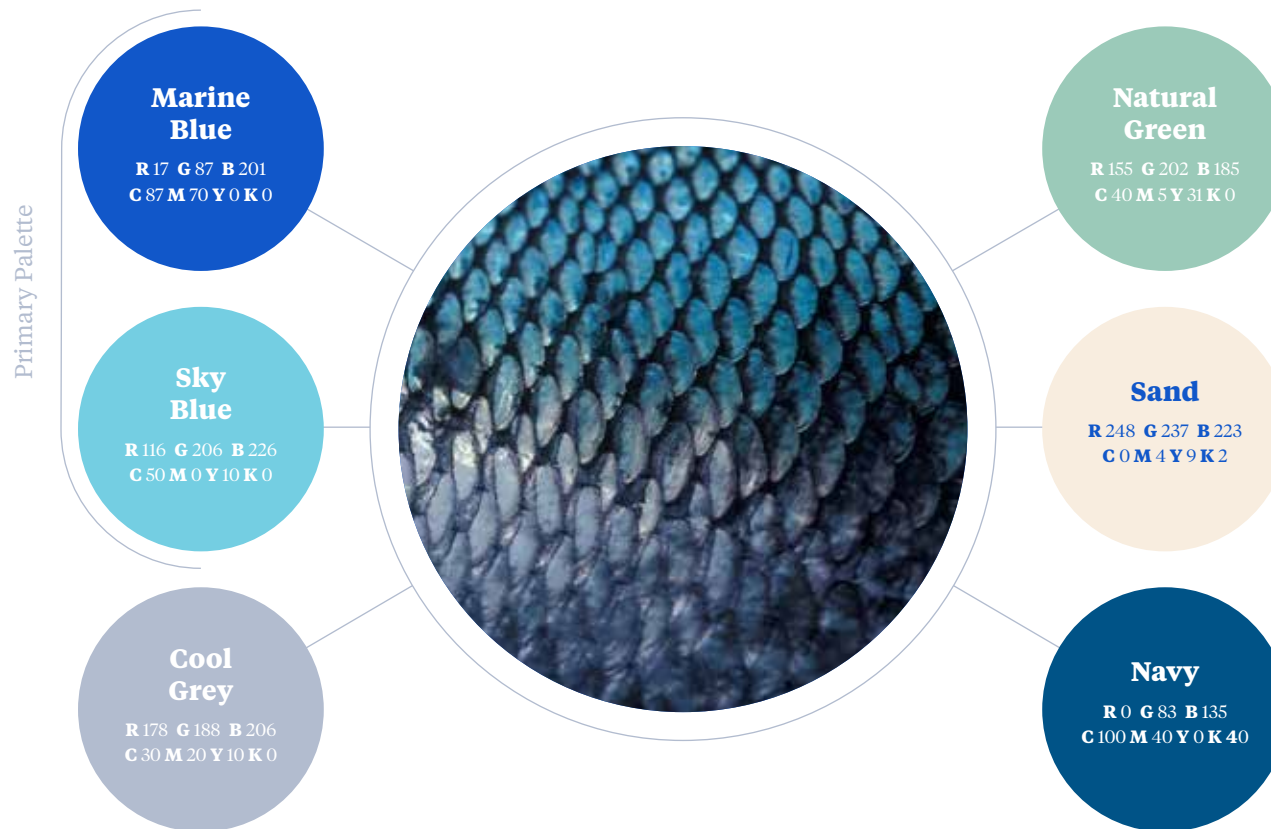 Primary Palette
Marine
Blue
R 17 G 87 B 201
C 87 M 70 Y 0 K 0
Sky
Blue
R 116 G 206 B 226
C 50 M 0 Y 10 K 0
Cool
Grey
R 178 G 188 B 206
C 30 M 20 Y 10 K 0
Natural
Green
R 155 G 202 B 185
C 40 M 5 Y 31 K 0
Sand
R 248 G 237 B 223
C 0 M 4 Y 9 K 2
Navy
R 0 G 83 B 135
C 100 M 40 Y 0 K 40